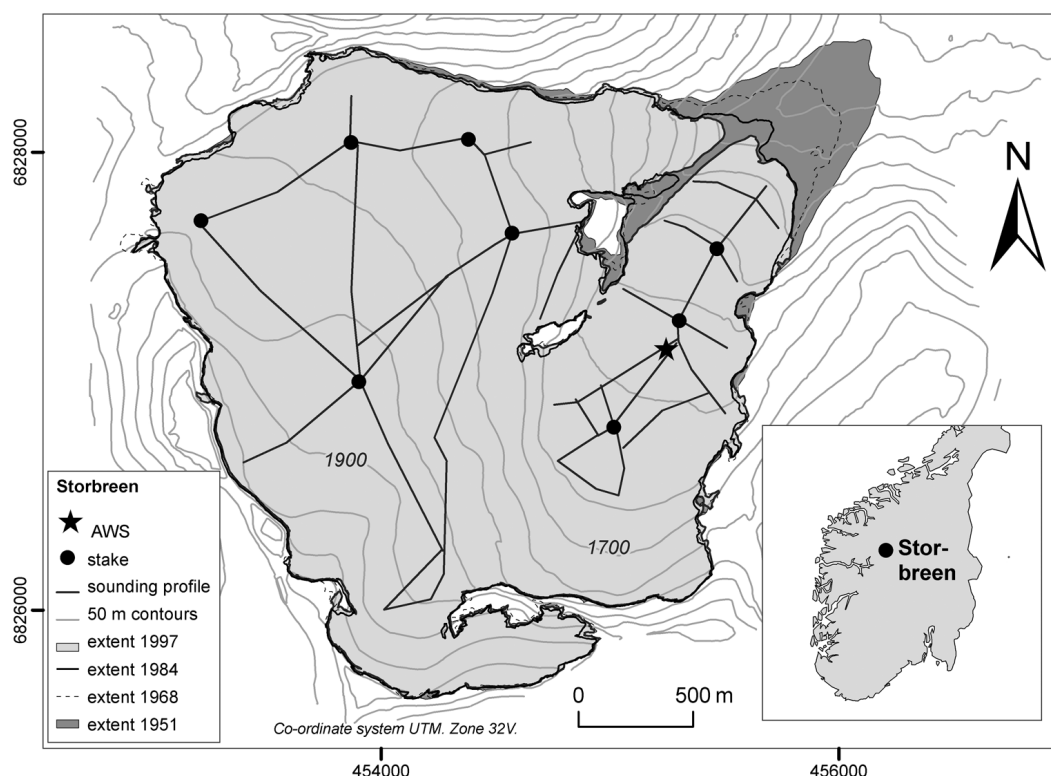 6828000
6826000
N
1900
1700
Storbreen
AWS
stake
sounding profile
50 m contours
extent 1997
extent 1984
extent 1968
extent 1951
Stor-
breen
0 500 m
Co-ordinate system UTM. Zone 32V.
454000 456000